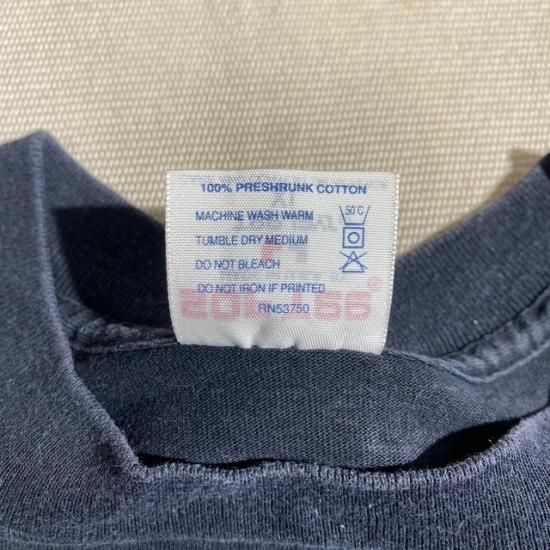 100% PRESHRUNK COTTON
MACHINE WASH WARM
50°C
TUMBLE DRY MEDIUM
DO NOT BLEACH
DO NOT IRON IF PRINTED
RN53750